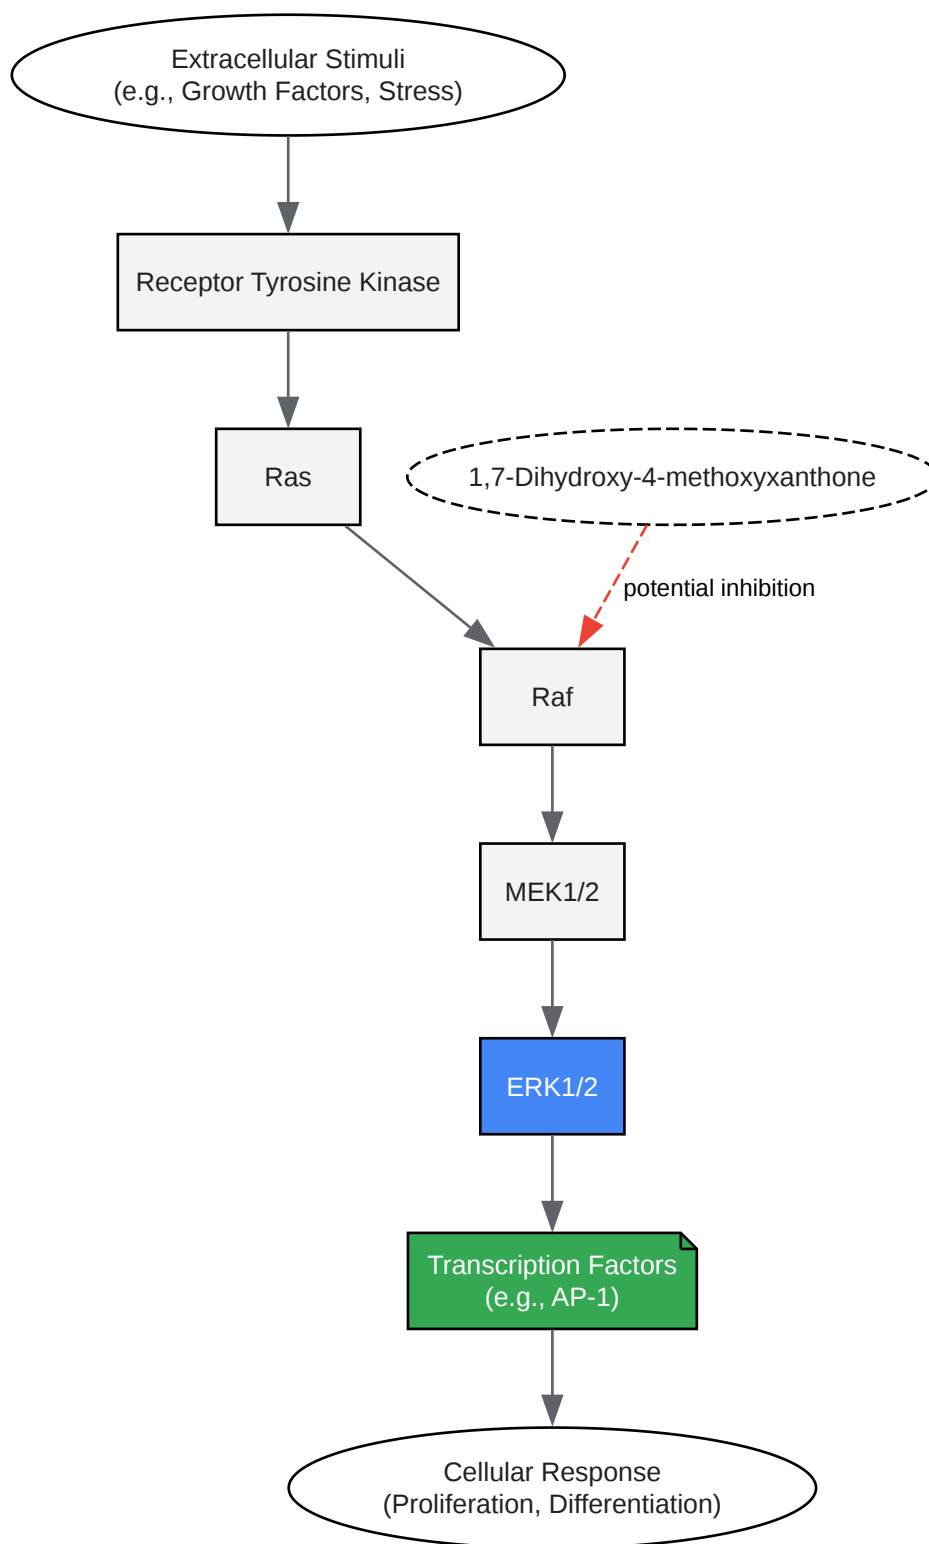 Extracellular Stimuli
(e.g., Growth Factors, Stress)
Receptor Tyrosine Kinase
Ras
1,7-Dihydroxy-4-methoxyxanthone
potential inhibition
Raf
MEK1/2
ERK1/2
Transcription Factors
(e.g., AP-1)
Cellular Response
(Proliferation, Differentiation)